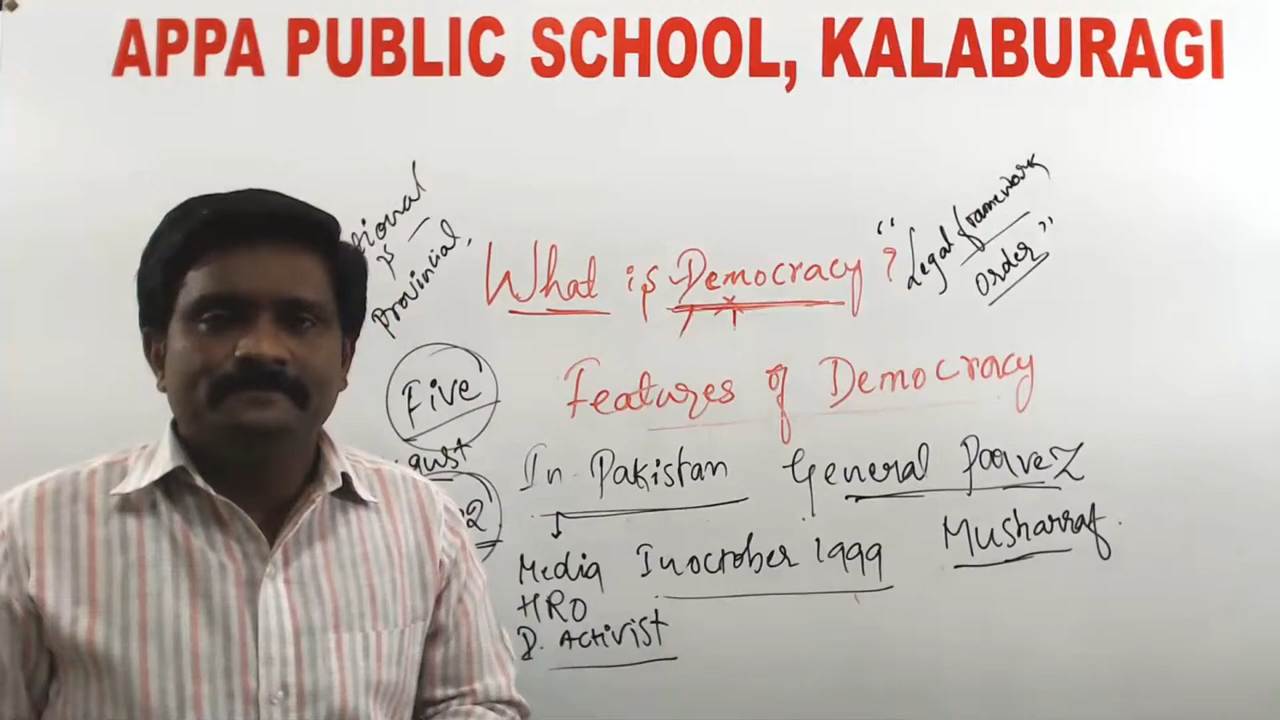 APPA PUBLIC SCHOOL, KALABURAGI
Provincial,
What is Democracy?
"Legal framework
order"
Five
Features of Democracy
In Pakistan General Parvez
Musharraf.
Media In october 1999
HRO
D. Activist